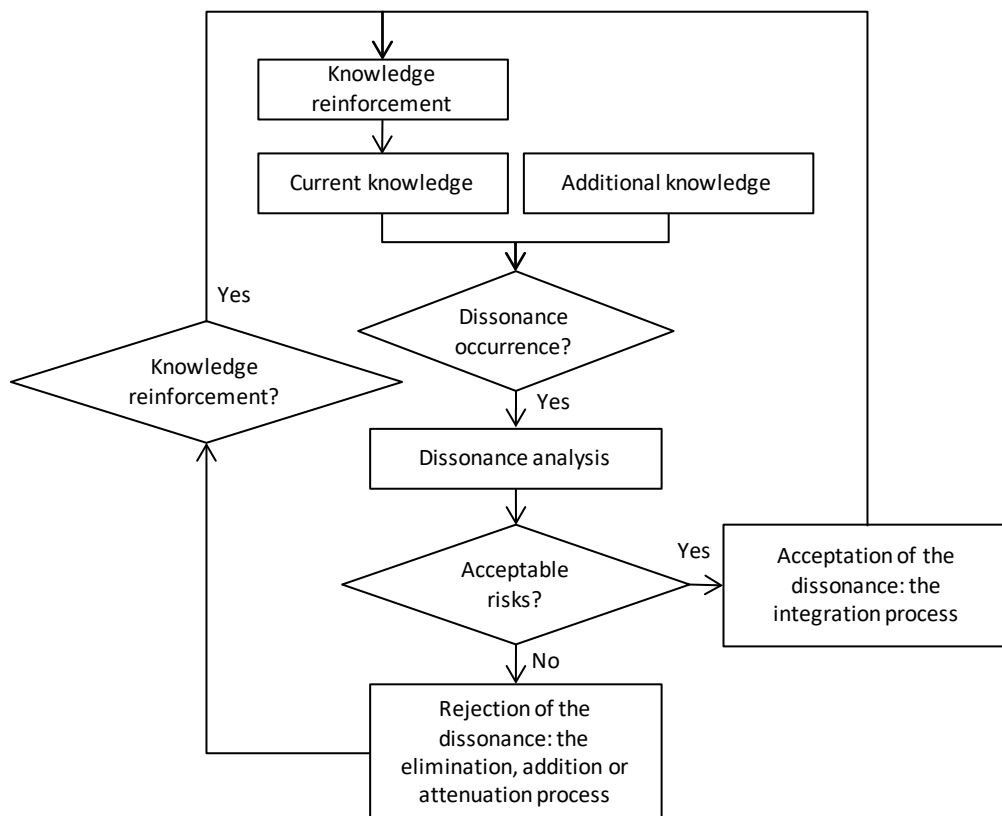 Knowledge
reinforcement
Current knowledge
Additional knowledge
Yes
Dissonance
occurrence?
Knowledge
reinforcement?
Yes
Dissonance analysis
Yes
Acceptable
risks?
Acceptation of the
dissonance: the
integration process
No
Rejection of the
dissonance: the
elimination, addition or
attenuation process